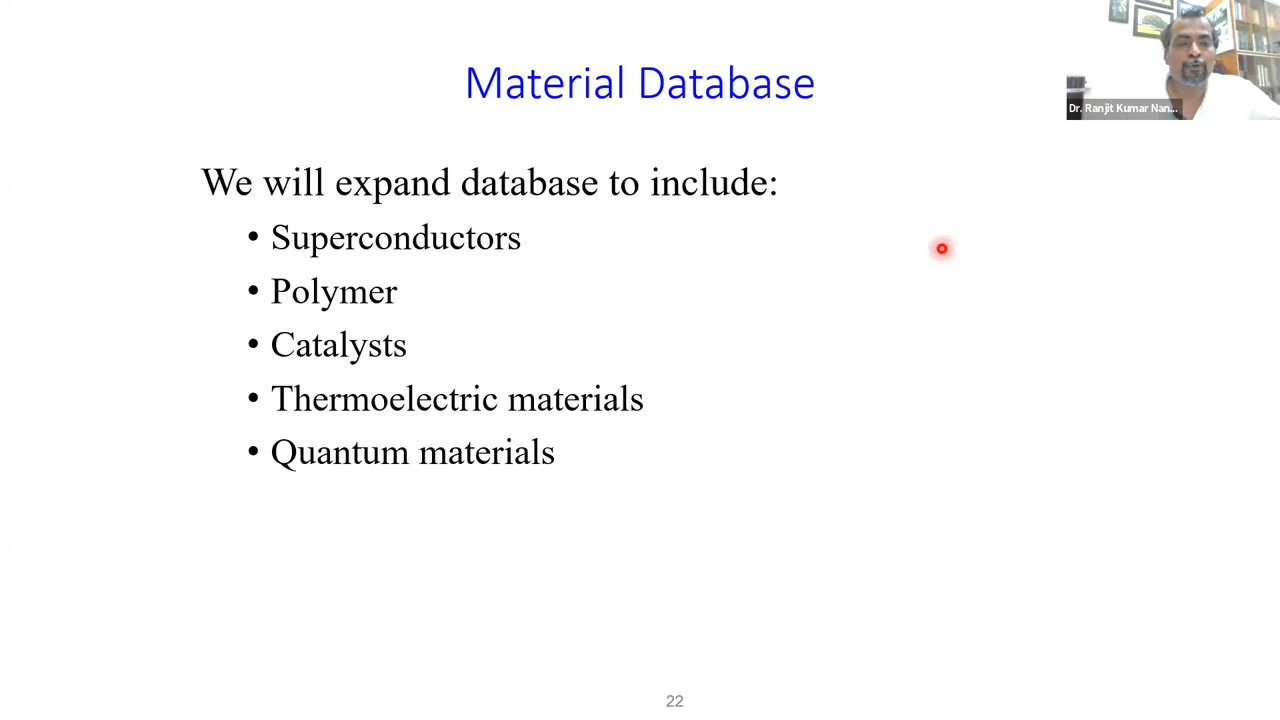 Material Database
Dr. Ranjit Kumar Nan...
We will expand database to include:
• Superconductors
• Polymer
• Catalysts
• Thermoelectric materials
• Quantum materials
22